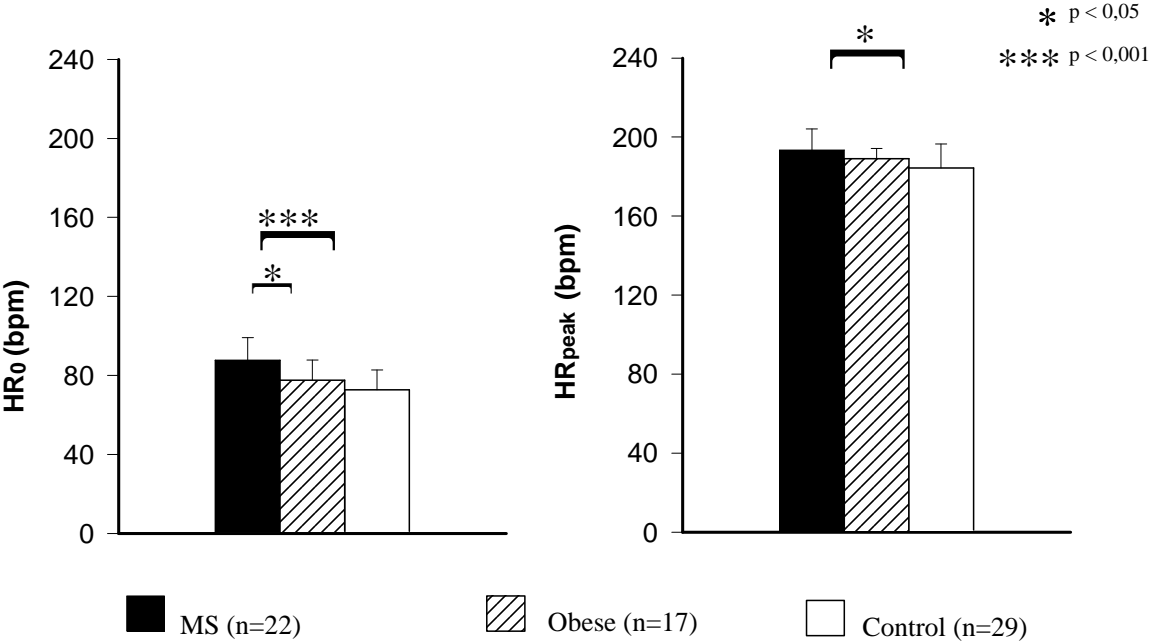 * p < 0,05
*** p < 0,001
240
200
160
120
80
40
0
HR0 (bpm)
***
*
240
200
160
120
80
40
0
HRpeak (bpm)
*
MS (n=22)
Obese (n=17)
Control (n=29)